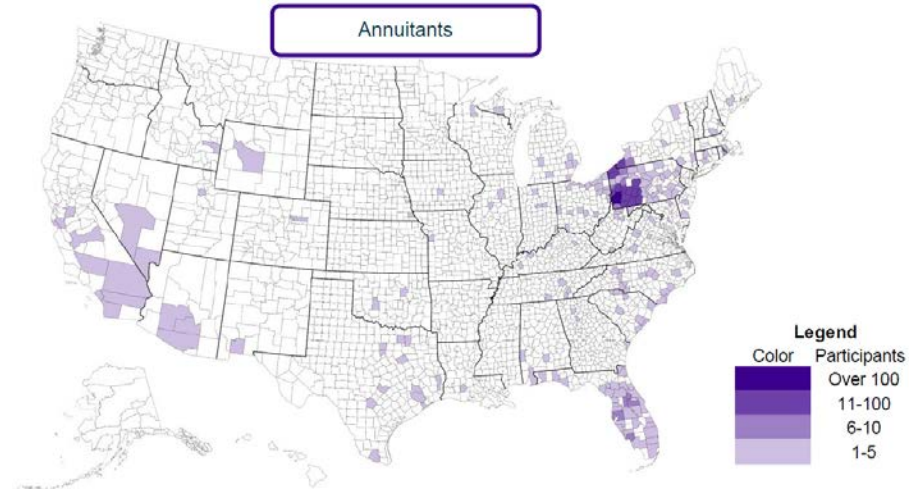 Annuitants
Legend
Color Participants
Over 100
11-100
6-10
1-5